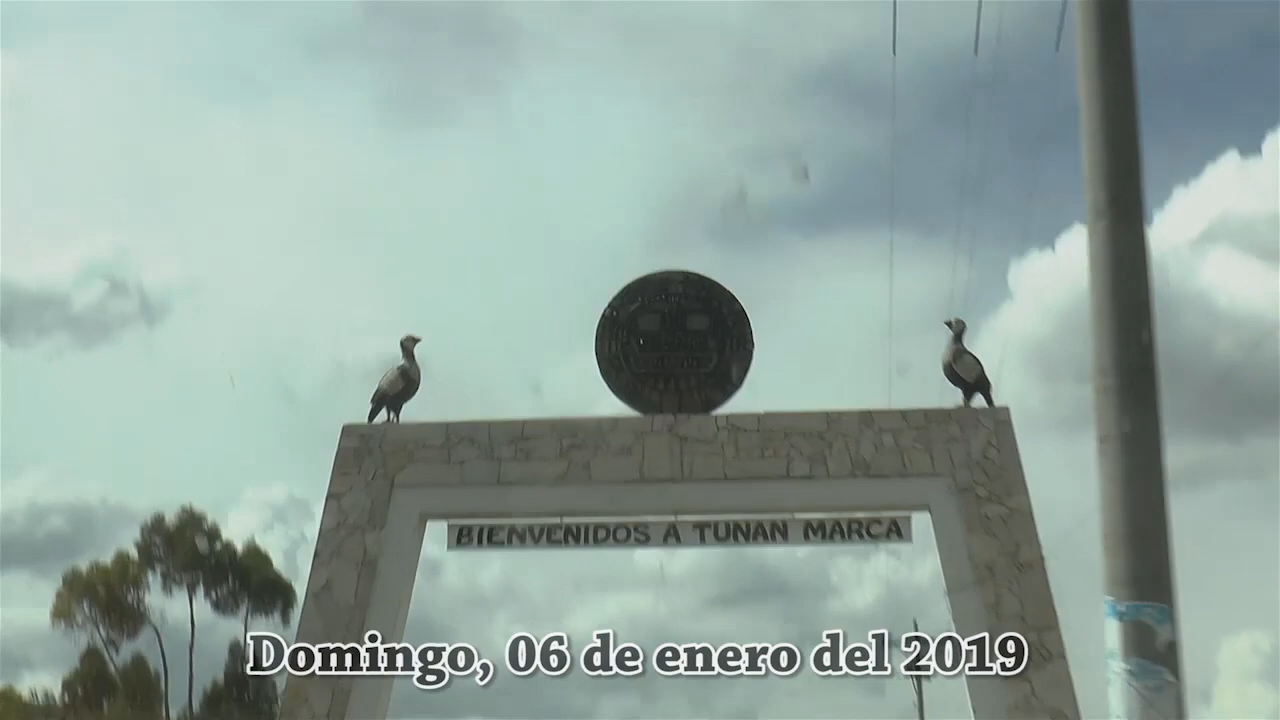 BIENVENIDOS A TUNAN MARCA
Domingo, 06 de enero del 2019